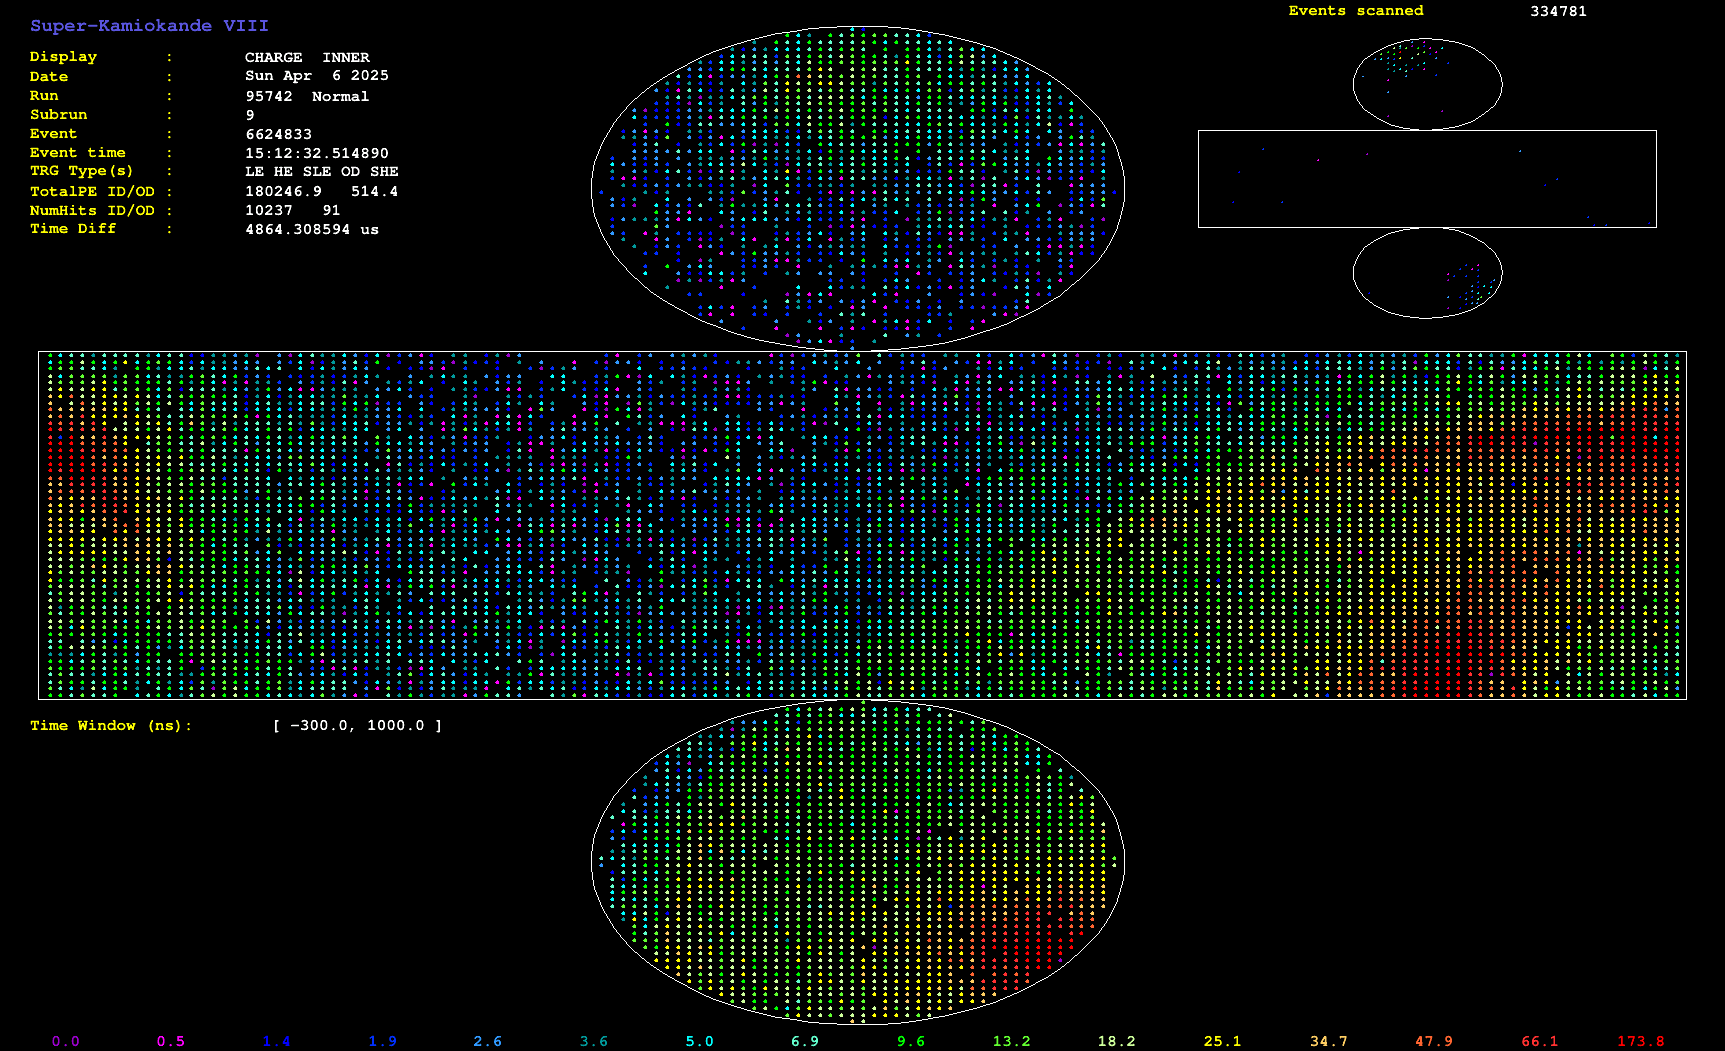 Super-Kamiokande VIII
Display : CHARGE INNER
Date : Sun Apr 6 2025
Run : 95742 Normal
Subrun : 9
Event : 6624833
Event time : 15:12:32.514890
TRG Type(s) : LE HE SLE OD SHE
TotalPE ID/OD : 180246.9 514.4
NumHits ID/OD : 10237 91
Time Diff : 4864.308594 us
Events scanned 334781
Time Window (ns): [ -300.0, 1000.0 ]
0.0 0.5 1.4 1.9 2.6 3.6 5.0 6.9 9.6 13.2 18.2 25.1 34.7 47.9 66.1 173.8